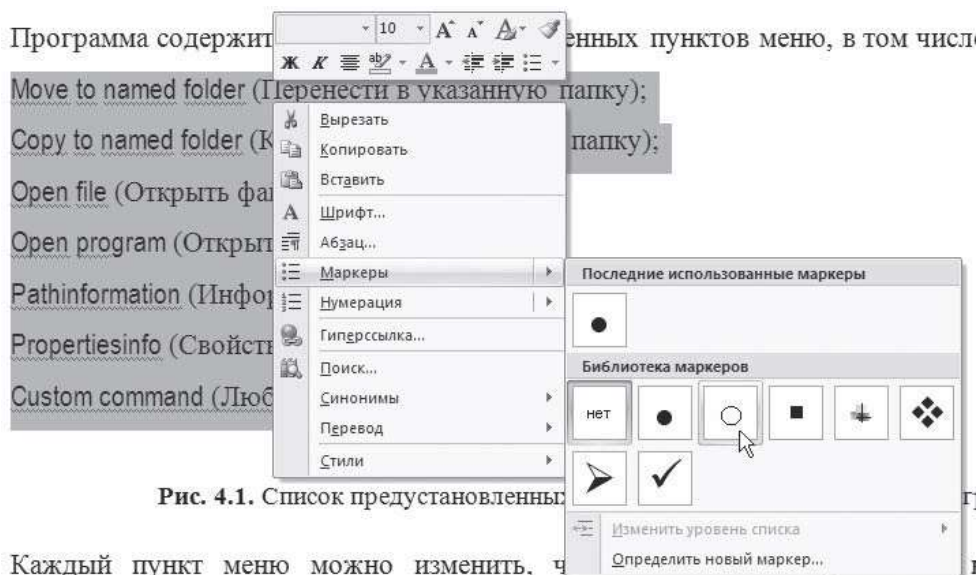 Программа содержит
10
енных пунктов меню, в том числе
Ж К
Move to named folder (Перенести в указанную папку);
Copy to named folder (К
папку);
Open file (Открыть фа
Open program (Открыт
Pathinformation (Инфор
Propertiesinfo (Свойств
Custom command (Люб
Вырезать
Копировать
Вставить
Шрифт...
Абзац...
Маркеры
Нумерация
Гиперссылка...
Поиск...
Синонимы
Перевод
Стили
Последние использованные маркеры
Библиотека маркеров
нет
Изменить уровень списка
Определить новый маркер...
Рис. 4.1. Список предустановленных
Каждый пункт меню можно изменить, ч